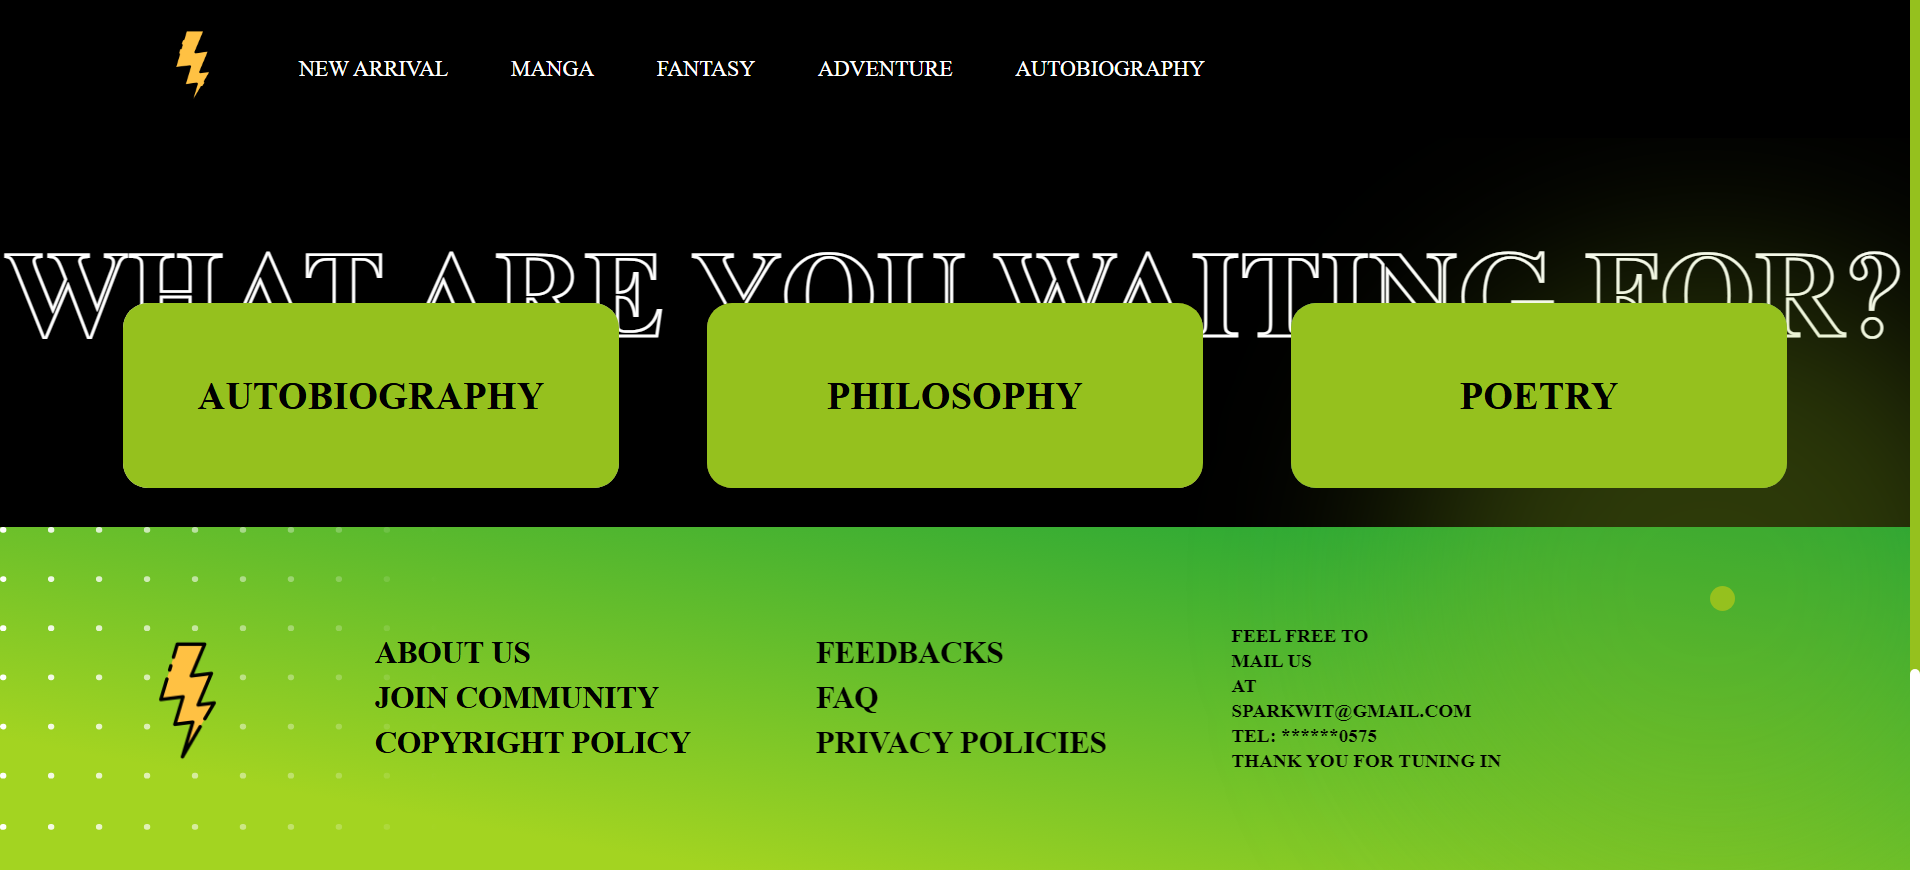 NEW ARRIVAL MANGA FANTASY ADVENTURE AUTOBIOGRAPHY
WHAT ARE YOU WAITING FOR?
AUTOBIOGRAPHY
PHILOSOPHY
POETRY
ABOUT US
JOIN COMMUNITY
COPYRIGHT POLICY
FEEDBACKS
FAQ
PRIVACY POLICIES
FEEL FREE TO
MAIL US
AT
SPARKWIT@GMAIL.COM
TEL: ******0575
THANK YOU FOR TUNING IN